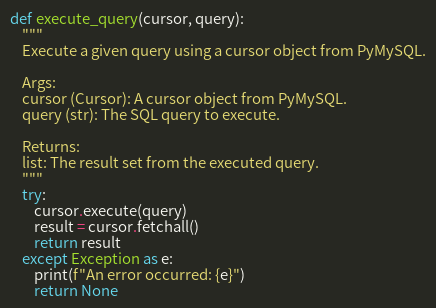 def execute_query(cursor, query):
    """
    Execute a given query using a cursor object from PyMySQL.

    Args:
    cursor (Cursor): A cursor object from PyMySQL.
    query (str): The SQL query to execute.

    Returns:
    list: The result set from the executed query.
    """
    try:
        cursor.execute(query)
        result = cursor.fetchall()
        return result
    except Exception as e:
        print(f"An error occurred: {e}")
        return None